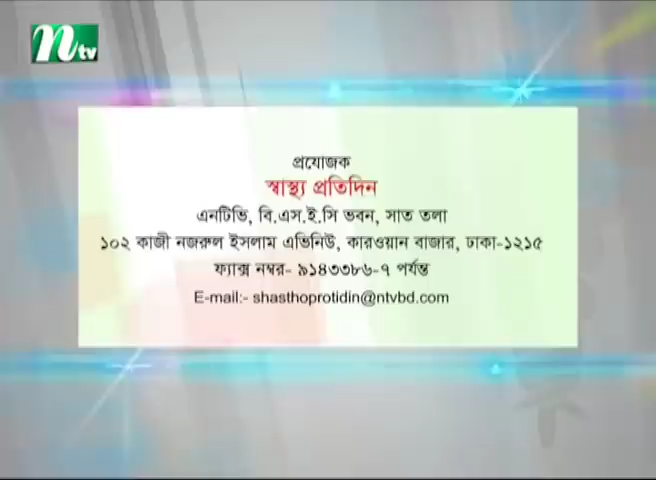 ntv
প্রযোজক
স্বাস্থ্য প্রতিদিন
এনটিভি, বি.এস.ই.সি ভবন, সাত তলা
১০২ কাজী নজরুল ইসলাম এভিনিউ, কারওয়ান বাজার, ঢাকা-১২১৫
ফ্যাক্স নম্বর- ৯১৪৩৩৮৬-৭ পর্যন্ত
E-mail:- shasthoprotidin@ntvbd.com